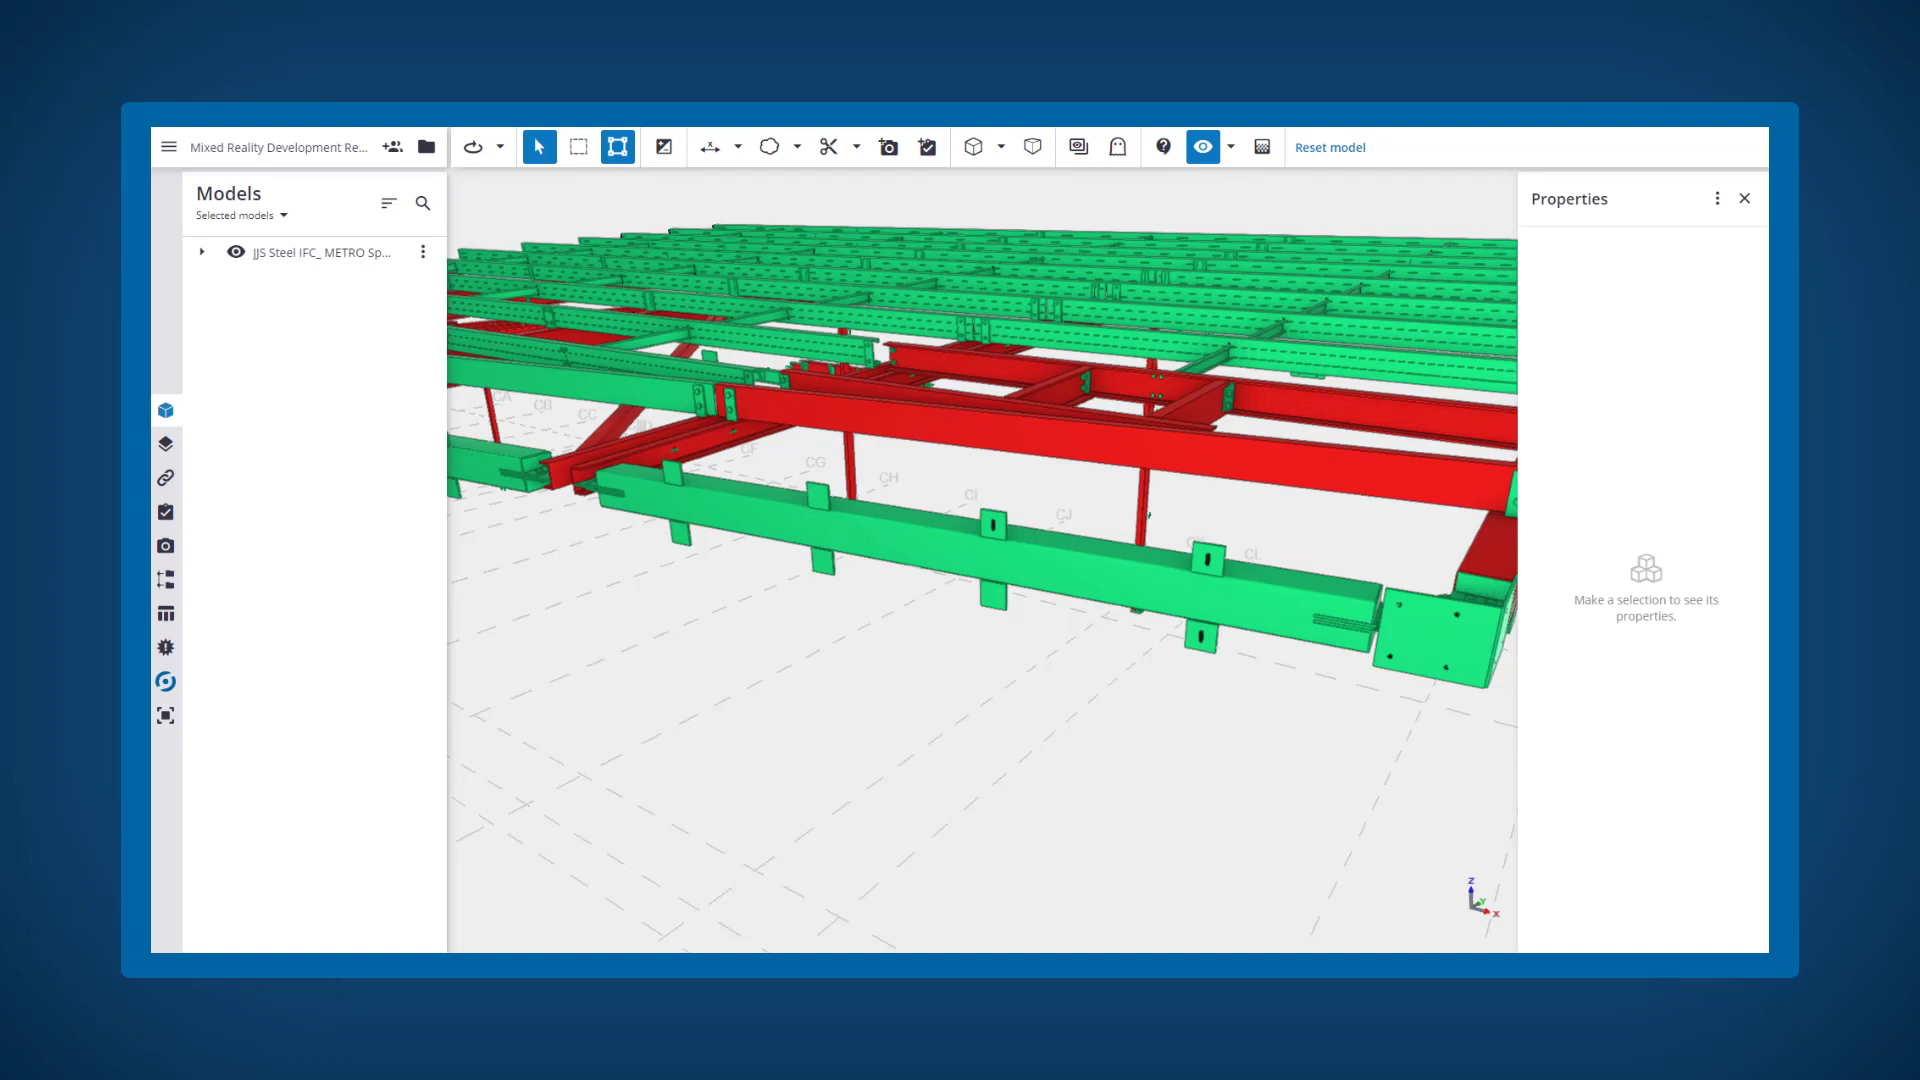 Mixed Reality Development Re...
Reset model
Models
Selected models
JJS Steel IFC_ METRO Sp...
Properties
Make a selection to see its
properties.
CA
CB
CC
CF
CG
CH
CI
CJ
CL
Z
Y
X